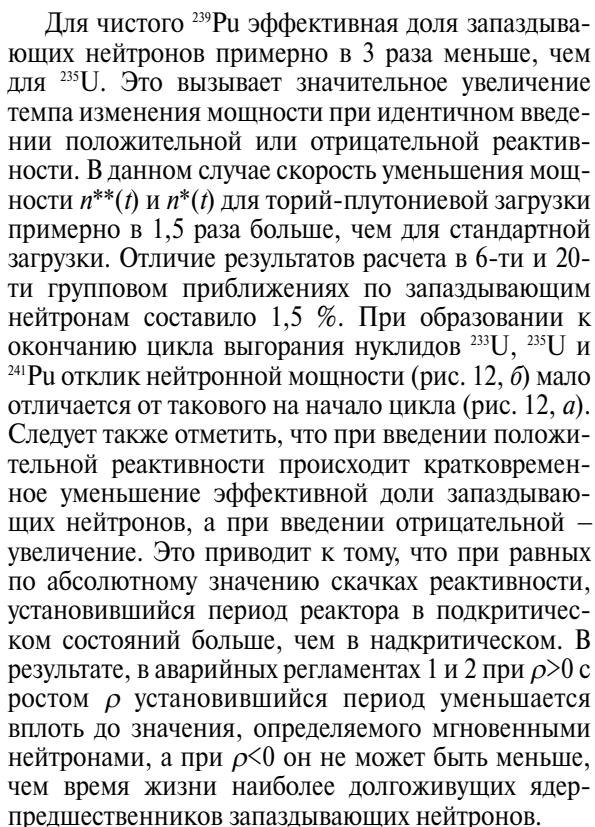 Для чистого ²³⁹Pu эффективная доля запаздыва-
ющих нейтронов примерно в 3 раза меньше, чем
для ²³⁵U. Это вызывает значительное увеличение
темпа изменения мощности при идентичном введе-
нии положительной или отрицательной реактив-
ности. В данном случае скорость уменьшения мощ-
ности n**(t) и n*(t) для торий-плутониевой загрузки
примерно в 1,5 раза больше, чем для стандартной
загрузки. Отличие результатов расчета в 6-ти и 20-
ти групповом приближениях по запаздывающим
нейтронам составило 1,5 %. При образовании к
окончанию цикла выгорания нуклидов ²³³U, ²³⁵U и
²⁴¹Pu отклик нейтронной мощности (рис. 12, б) мало
отличается от такового на начало цикла (рис. 12, а).
Следует также отметить, что при введении положи-
тельной реактивности происходит кратковремен-
ное уменьшение эффективной доли запаздываю-
щих нейтронов, а при введении отрицательной –
увеличение. Это приводит к тому, что при равных
по абсолютному значению скачках реактивности,
установившийся период реактора в подкритичес-
ком состояний больше, чем в надкритическом. В
результате, в аварийных регламентах 1 и 2 при ρ>0 с
ростом ρ установившийся период уменьшается
вплоть до значения, определяемого мгновенными
нейтронами, а при ρ<0 он не может быть меньше,
чем время жизни наиболее долгоживущих ядер-
предшественников запаздывающих нейтронов.